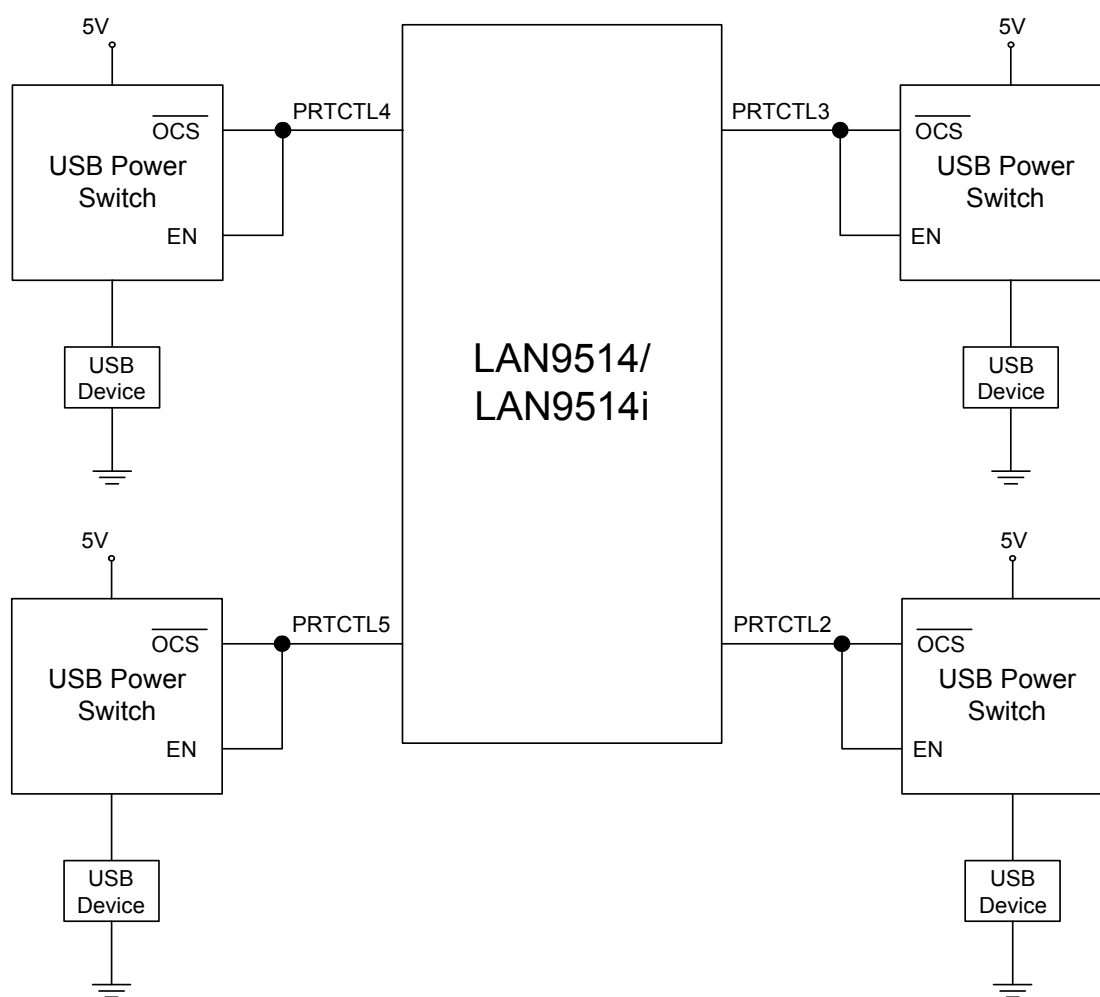 5V
5V
PRTCTL4
PRTCTL3
OCS
OCS
USB Power
Switch
USB Power
Switch
EN
EN
USB
Device
USB
Device
LAN9514/
LAN9514i
5V
5V
PRTCTL5
PRTCTL2
OCS
OCS
USB Power
Switch
USB Power
Switch
EN
EN
USB
Device
USB
Device